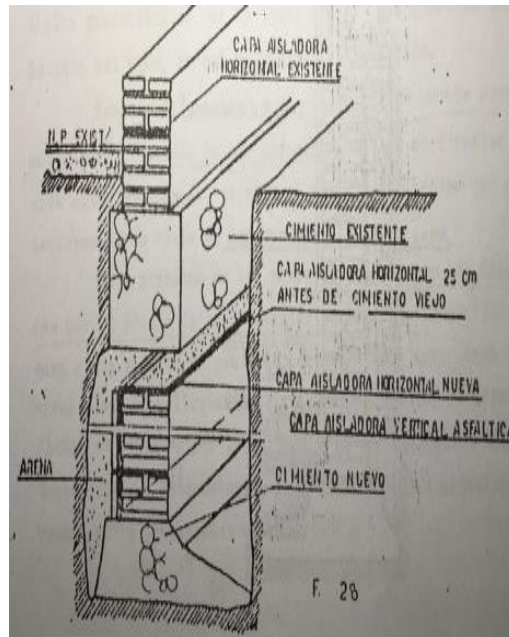 CAPA AISLADORA
HORIZONAL EXISTENTE
N.P. EXIST/
CIMIENTO EXISTENTE
CAPA AISLADORA HORIZONTAL 25 cm
ANTES DE CIMIENTO VIEJO
CAPA AISLADORA HORIZONTAL NUEVA
CAPA AISLADORA VERTICAL ASFALTICA
ARENA
CIMIENTO NUEVO
F. 28